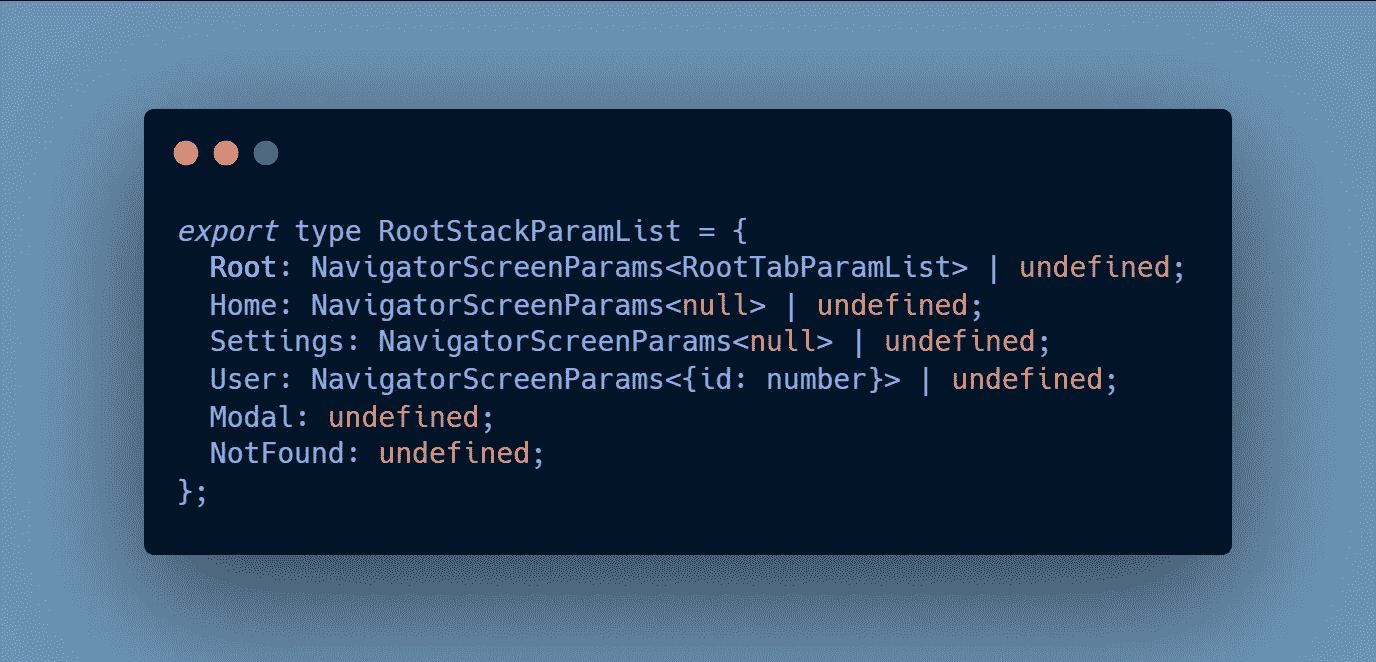 export type RootStackParamList = {
  Root: NavigatorScreenParams<RootTabParamList> | undefined;
  Home: NavigatorScreenParams<null> | undefined;
  Settings: NavigatorScreenParams<null> | undefined;
  User: NavigatorScreenParams<{id: number}> | undefined;
  Modal: undefined;
  NotFound: undefined;
};